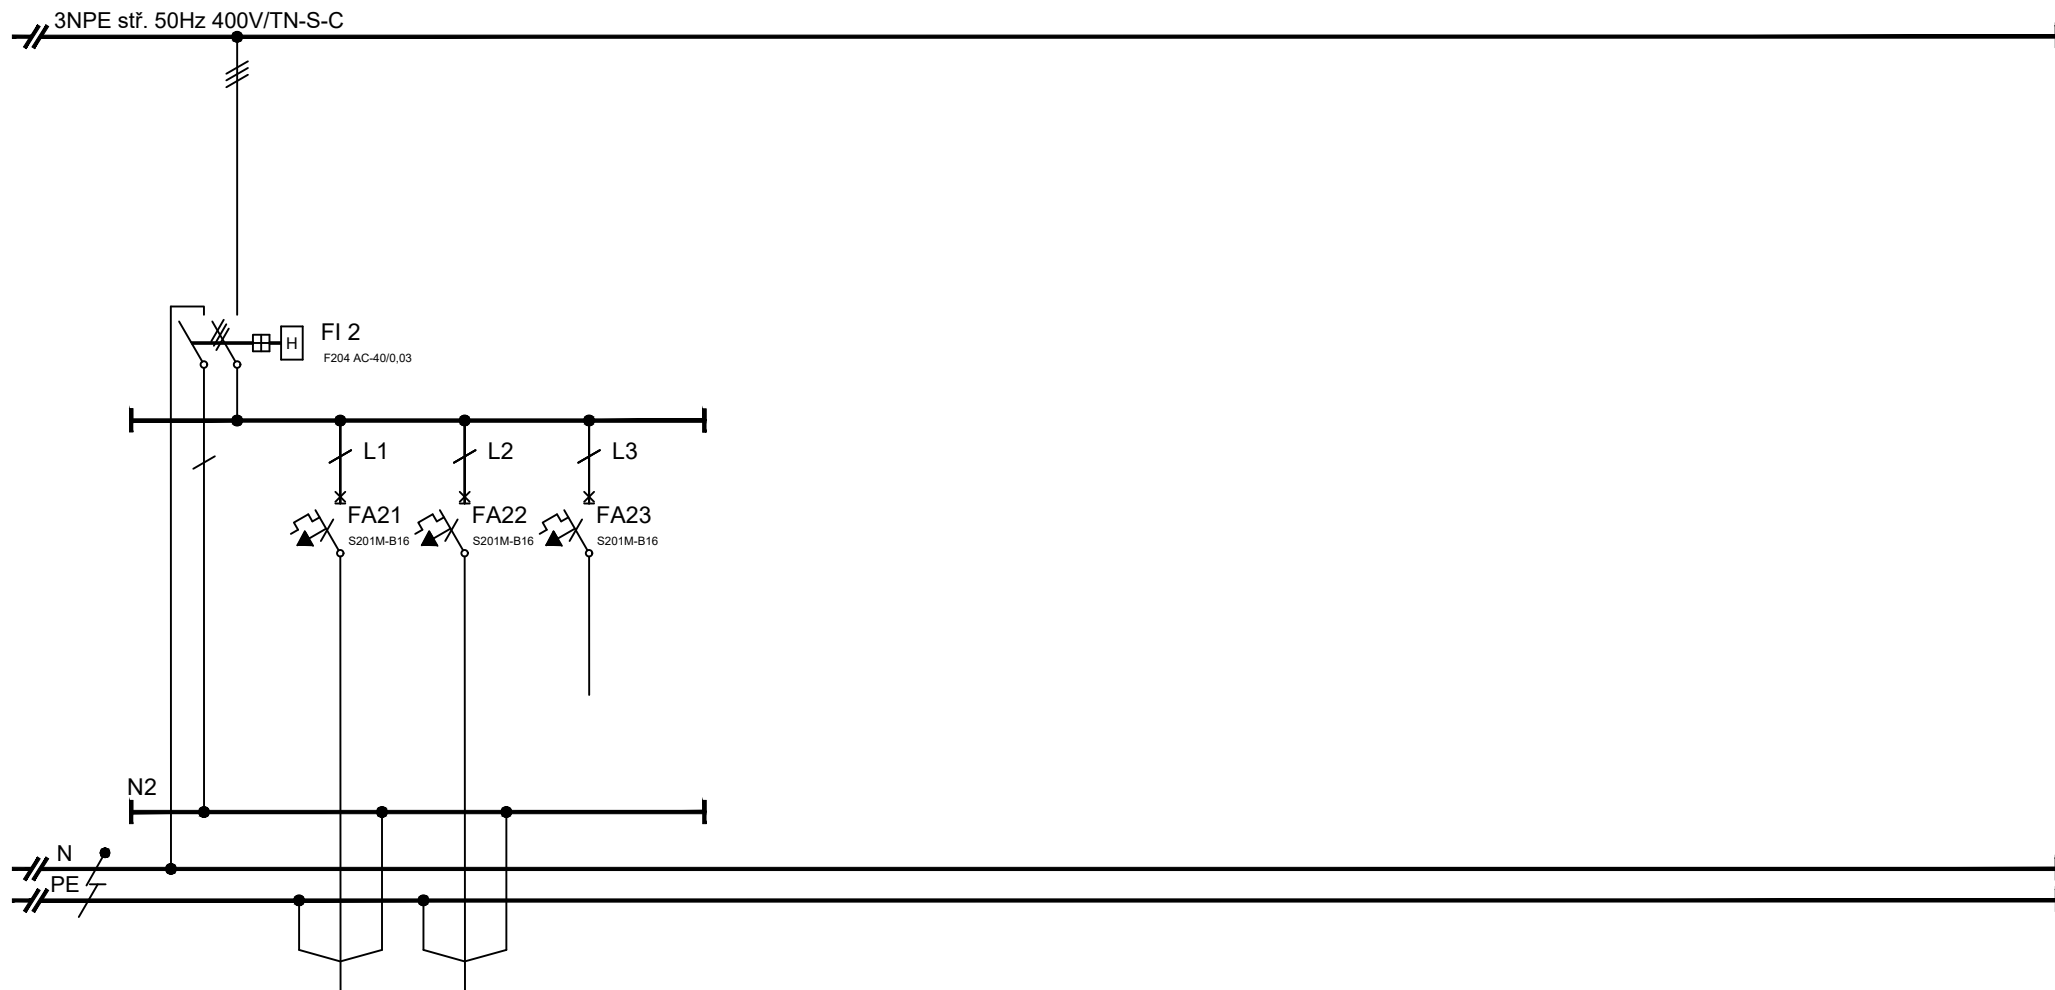 3NPE stř. 50Hz 400V/TN-S-C
FI 2
H
F204 AC-40/0,03
L1 L2 L3
FA21 FA22 FA23
S201M-B16 S201M-B16 S201M-B16
N2
N
PE